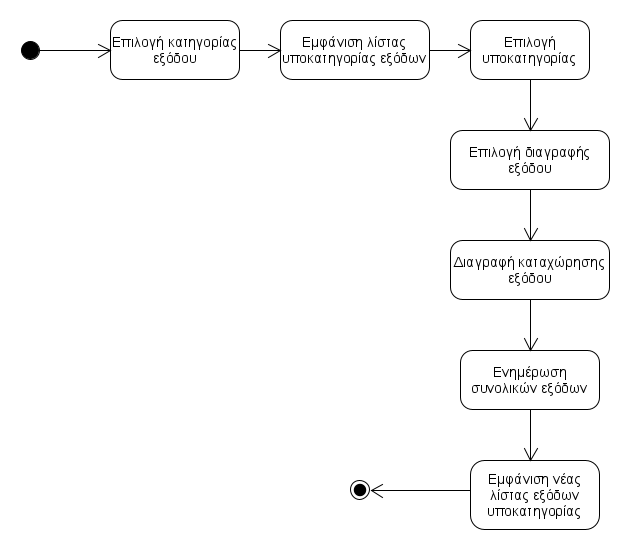 Επιλογή κατηγορίας
εξόδου
Εμφάνιση λίστας
υποκατηγορίας εξόδων
Επιλογή
υποκατηγορίας
Επιλογή διαγραφής
εξόδου
Διαγραφή καταχώρησης
εξόδου
Ενημέρωση
συνολικών εξόδων
Εμφάνιση νέας
λίστας εξόδων
υποκατηγορίας